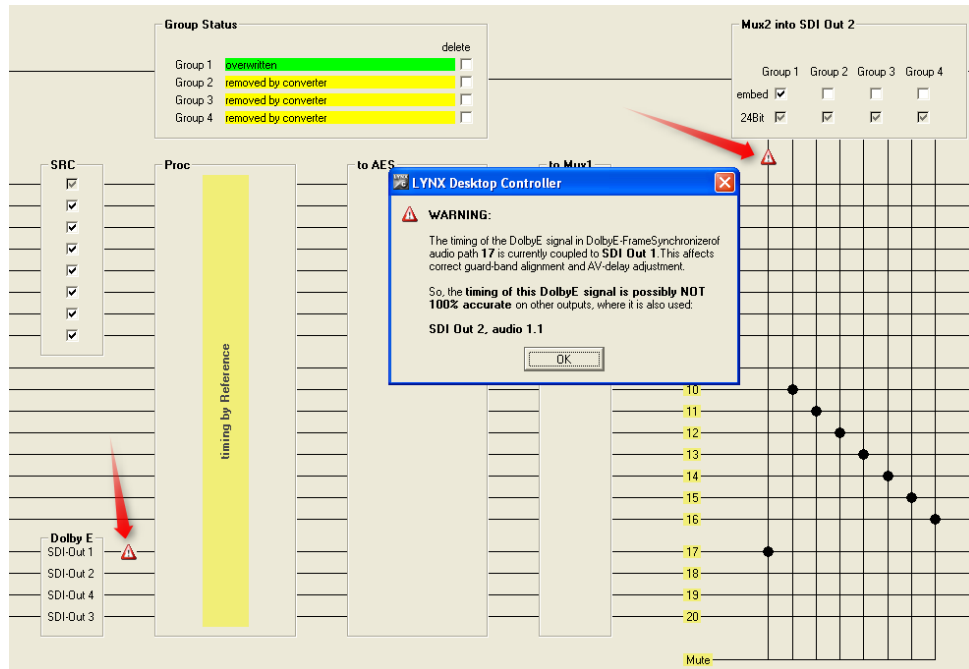 Group Status
delete
Group 1 overwritten
Group 2 removed by converter
Group 3 removed by converter
Group 4 removed by converter
Mux2 into SDI Out 2
Group 1 Group 2 Group 3 Group 4
embed
24Bit
SRC
Proc
to AES
to Mux1
LYNX Desktop Controller
WARNING:
The timing of the DolbyE signal in DolbyE-FrameSynchronizerof
audio path 17 is currently coupled to SDI Out 1.This affects
correct guard-band alignment and AV-delay adjustment.
So, the timing of this DolbyE signal is possibly NOT
100% accurate on other outputs, where it is also used:
SDI Out 2, audio 1.1
OK
timing by Reference
10
11
12
13
14
15
16
Dolby E
SDI-Out 1
SDI-Out 2
SDI-Out 4
SDI-Out 3
17
18
19
20
Mute